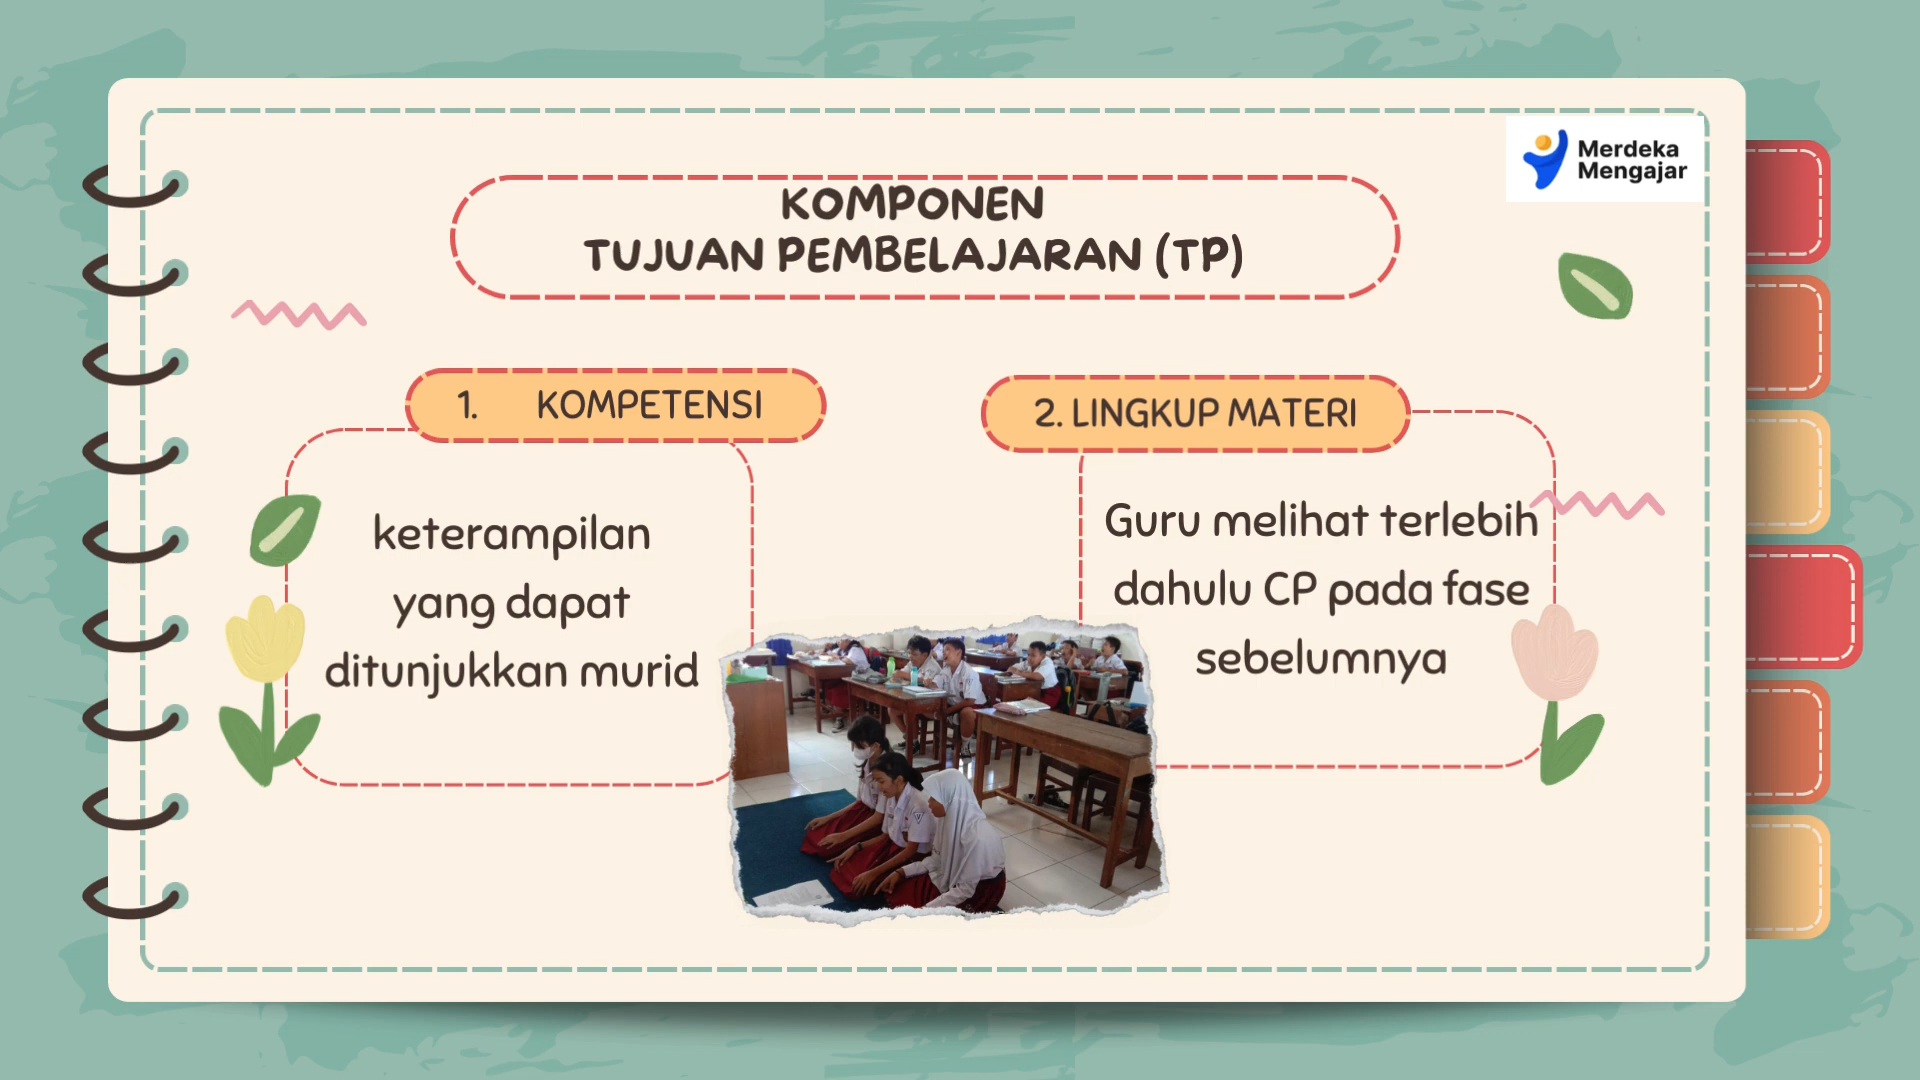 Merdeka
Mengajar
KOMPONEN
TUJUAN PEMBELAJARAN (TP)
1. KOMPETENSI
keterampilan
yang dapat
ditunjukkan murid
2. LINGKUP MATERI
Guru melihat terlebih
dahulu CP pada fase
sebelumnya